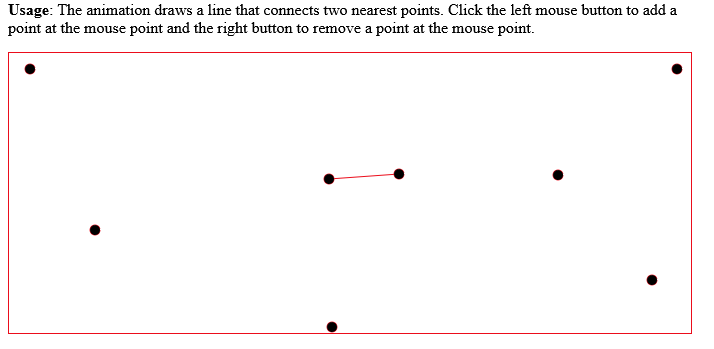 Usage: The animation draws a line that connects two nearest points. Click the left mouse button to add a
point at the mouse point and the right button to remove a point at the mouse point.